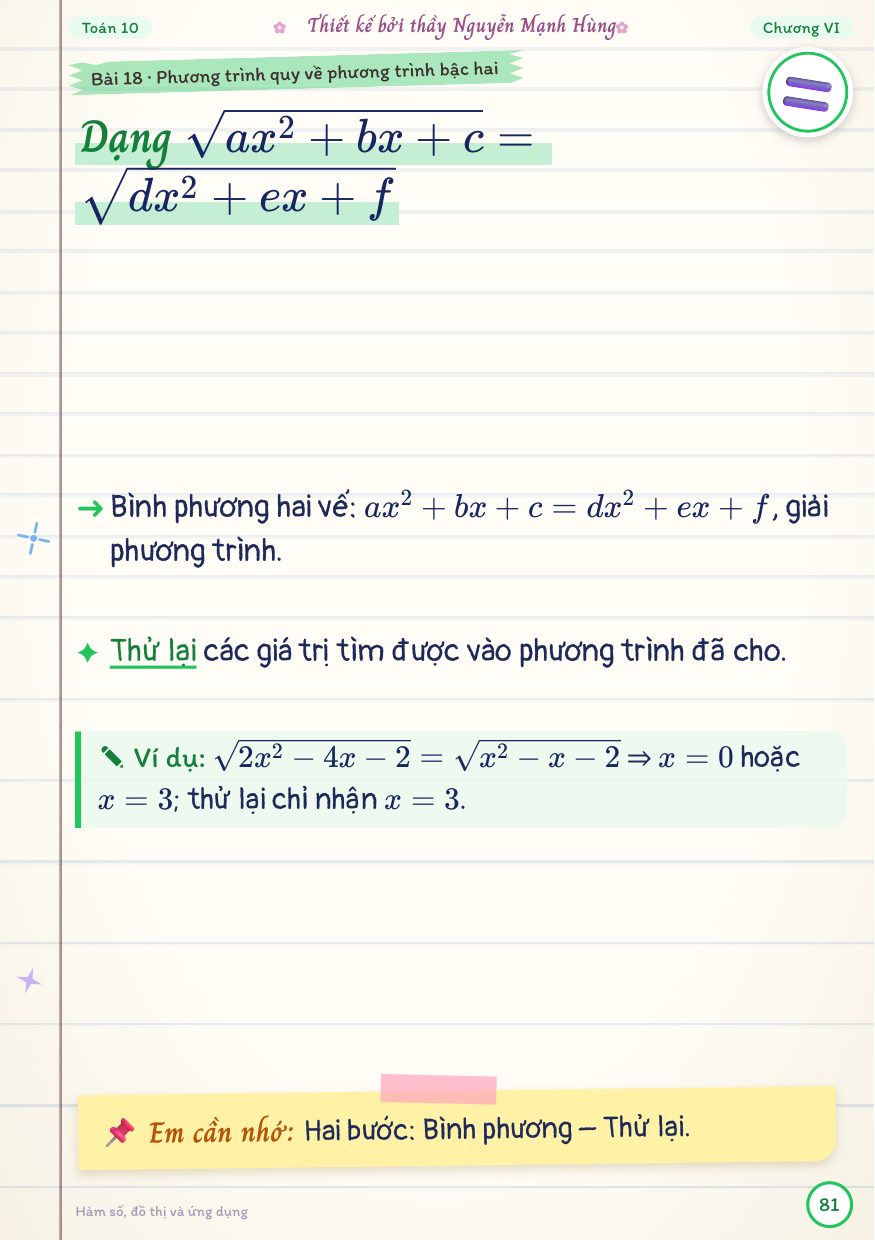 Toán 10
Thiết kế bởi thầy Nguyễn Mạnh Hùng
Chương VI
Bài 18 · Phương trình quy về phương trình bậc hai
Dạng √(ax² + bx + c) =
√(dx² + ex + f)
→ Bình phương hai vế: ax² + bx + c = dx² + ex + f, giải
phương trình.
✦ Thử lại các giá trị tìm được vào phương trình đã cho.
✎ Ví dụ: √(2x² − 4x − 2) = √(x² − x − 2) ⇒ x = 0 hoặc
x = 3; thử lại chỉ nhận x = 3.
📌 Em cần nhớ: Hai bước: Bình phương – Thử lại.
Hàm số, đồ thị và ứng dụng
81